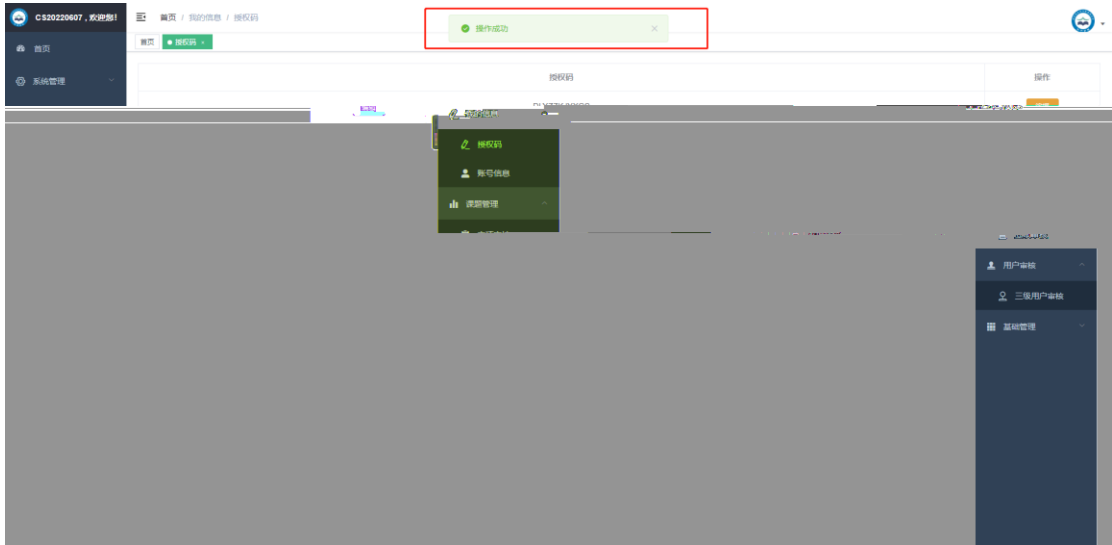 CS20220607 , 欢迎您!
首页 / 我的信息 / 授权码
操作成功
首页
首页
授权码
系统管理
授权码
操作
授权码
账号信息
课题管理
用户审核
三级用户审核
基础管理